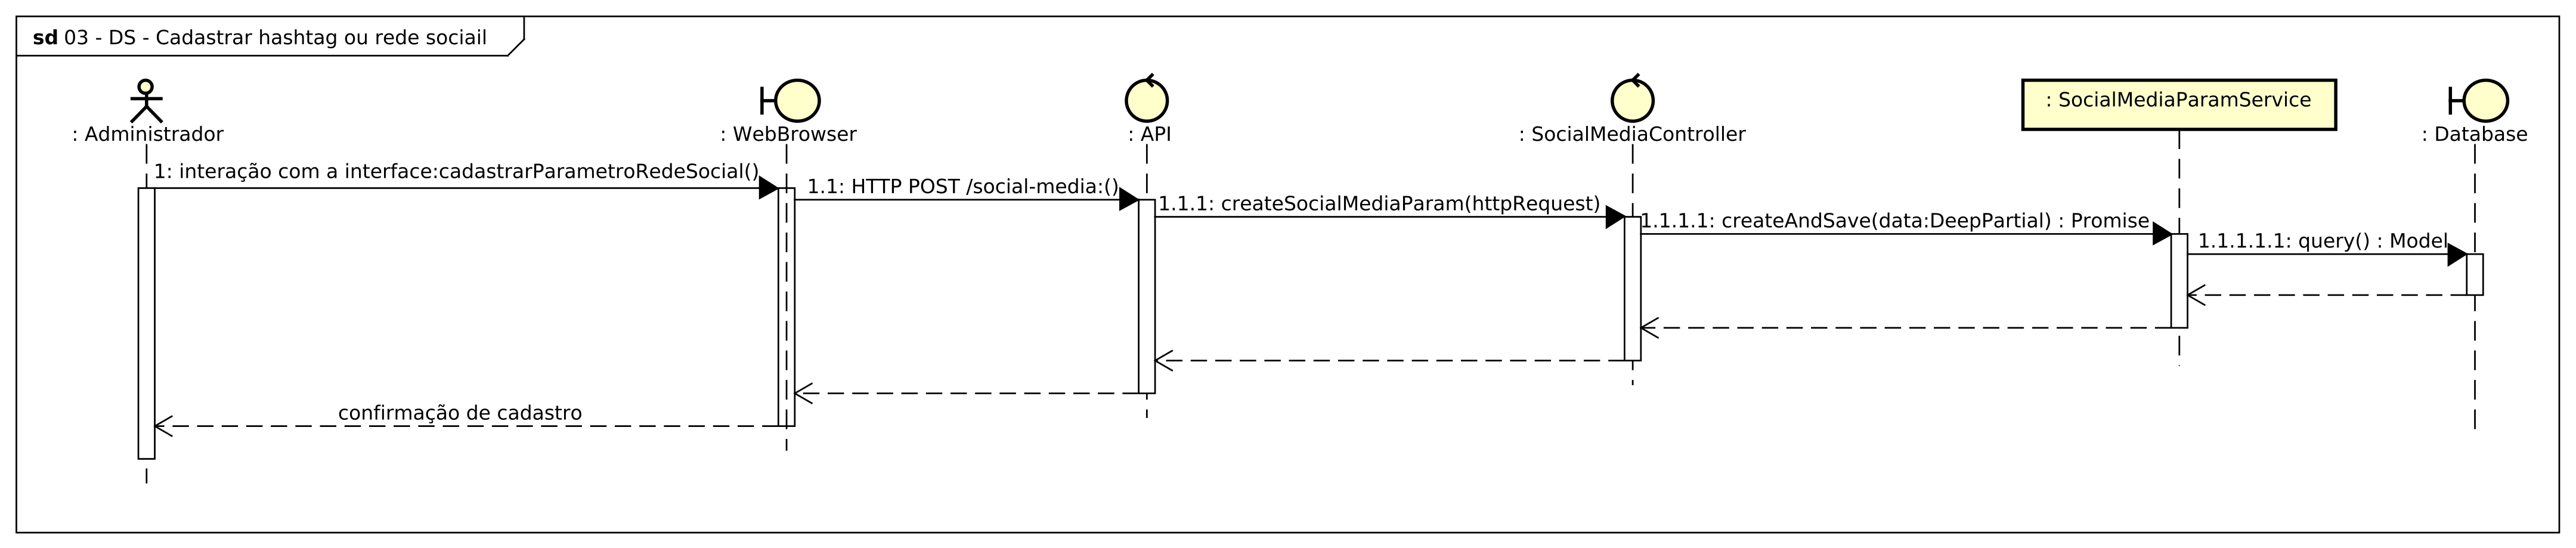 sd 03 - DS - Cadastrar hashtag ou rede sociail
: Administrador
: WebBrowser
: API
: SocialMediaController
: SocialMediaParamService
: Database
1: interação com a interface:cadastrarParametroRedeSocial()
1.1: HTTP POST /social-media:()
1.1.1: createSocialMediaParam(httpRequest)
1.1.1.1: createAndSave(data:DeepPartial) : Promise
1.1.1.1.1: query() : Model
confirmação de cadastro